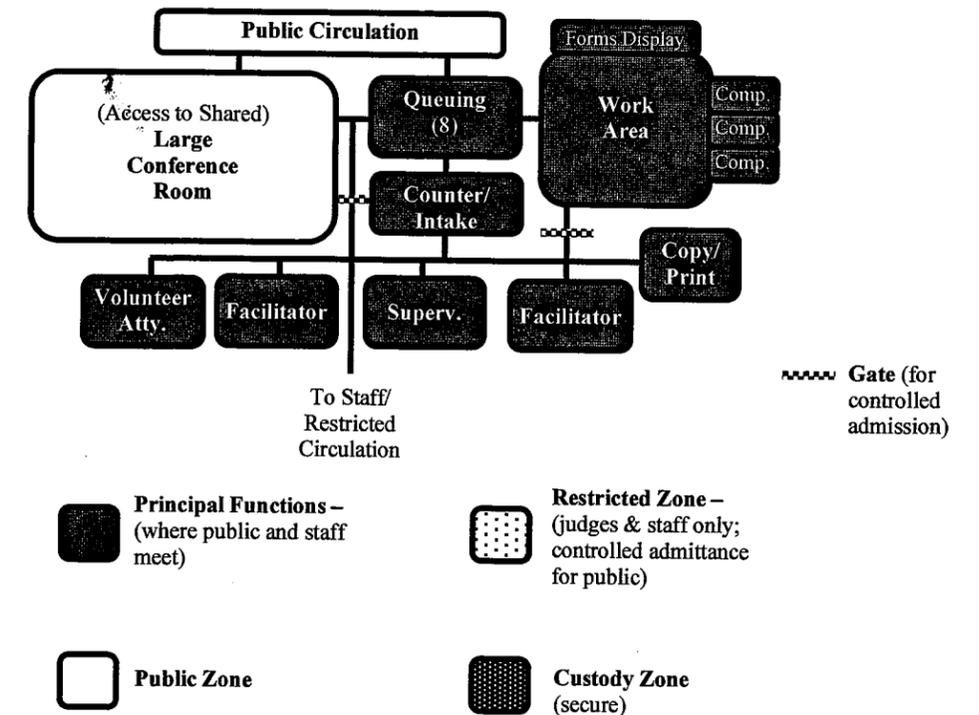 Public Circulation
Forms Display
(Access to Shared)
Large
Conference
Room
Queuing
(8)
Work
Area
Comp.
Comp.
Comp.
Counter/
Intake
Copy/
Print
Volunteer
Atty.
Facilitator
Superv.
Facilitator
To Staff/
Restricted
Circulation
Gate (for
controlled
admission)
Principal Functions –
(where public and staff
meet)
Restricted Zone –
(judges & staff only;
controlled admittance
for public)
Public Zone
Custody Zone
(secure)